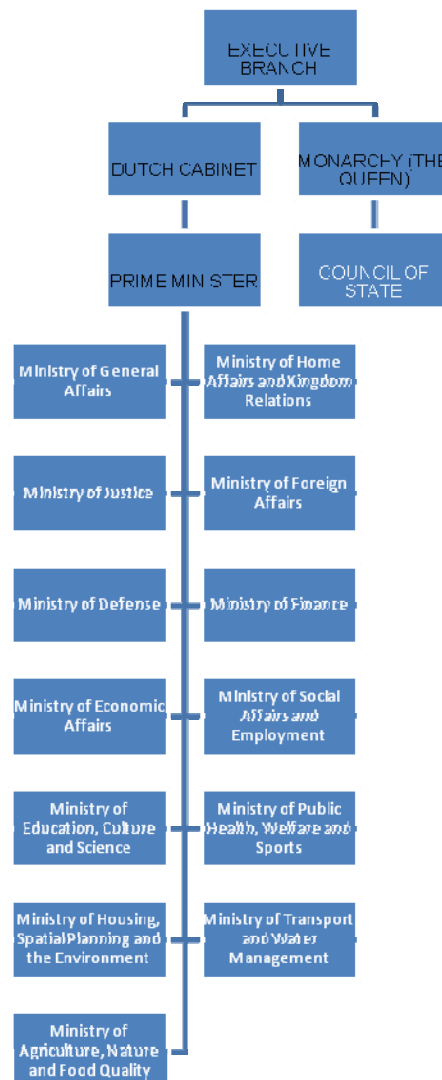 EXECUTIVE
BRANCH
DUTCH CABINET
MONARCHY (THE
QUEEN)
PRIME MINISTER
COUNCIL OF
STATE
Ministry of General
Affairs
Ministry of Home
Affairs and Kingdom
Relations
Ministry of Justice
Ministry of Foreign
Affairs
Ministry of Defense
Ministry of Finance
Ministry of Economic
Affairs
Ministry of Social
Affairs and
Employment
Ministry of
Education, Culture
and Science
Ministry of Public
Health, Welfare and
Sports
Ministry of Housing,
Spatial Planning and
the Environment
Ministry of Transport
and Water
Management
Ministry of
Agriculture, Nature
and Food Quality